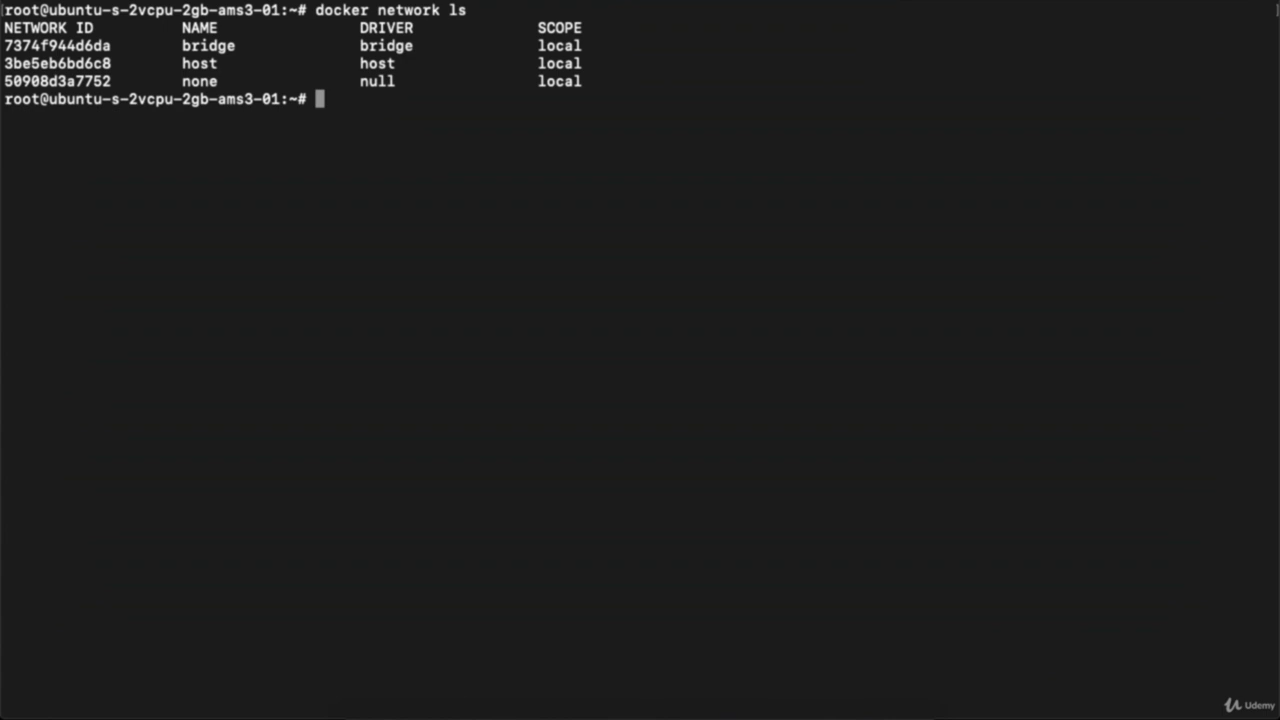 root@ubuntu-s-2vcpu-2gb-ams3-01:~# docker network ls
NETWORK ID NAME DRIVER SCOPE
7374f944d6da bridge bridge local
3be5eb6bd6c8 host host local
50908d3a7752 none null local
root@ubuntu-s-2vcpu-2gb-ams3-01:~#
Udemy